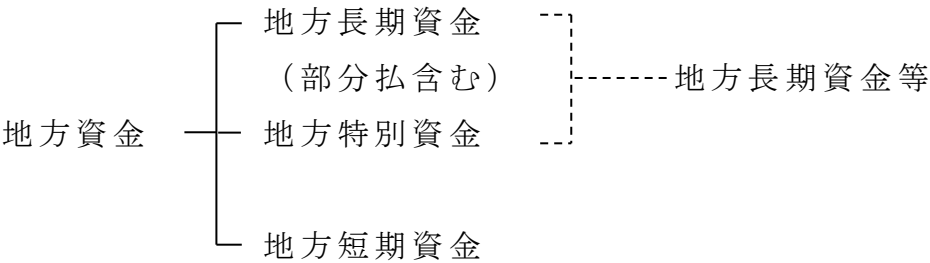 地方長期資金
（部分払含む）
地方長期資金等
地方資金
地方特別資金
地方短期資金